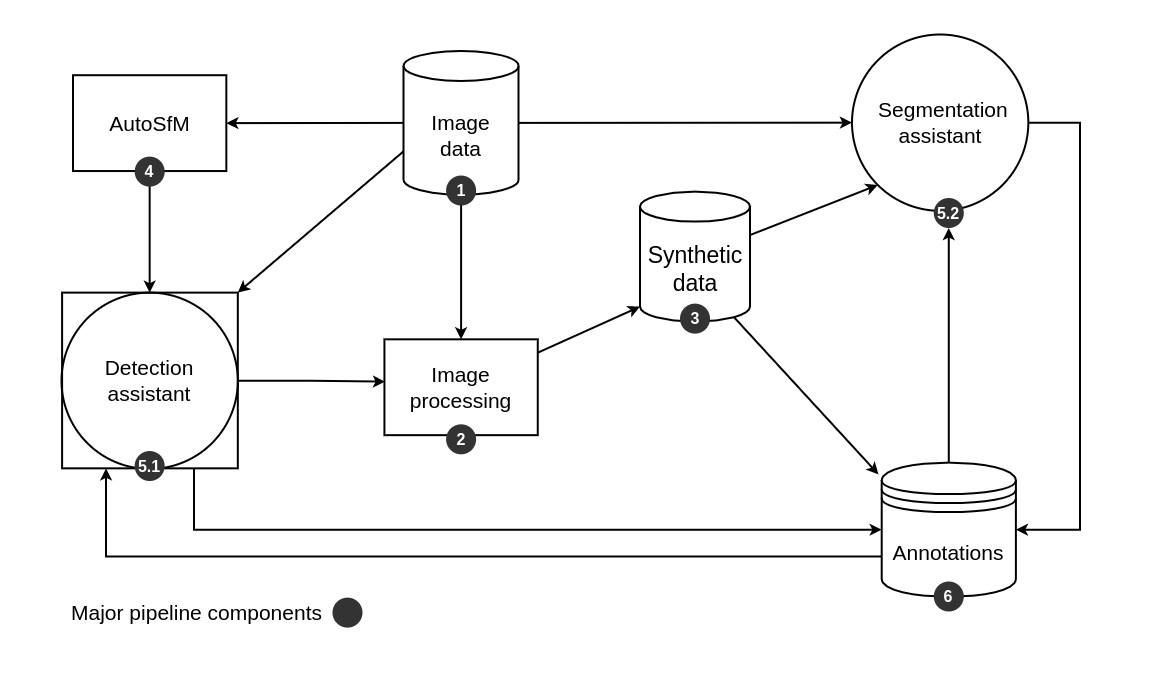 AutoSfM
4
Image
data
1
Segmentation
assistant
5.2
Synthetic
data
3
Detection
assistant
5.1
Image
processing
2
Annotations
6
Major pipeline components